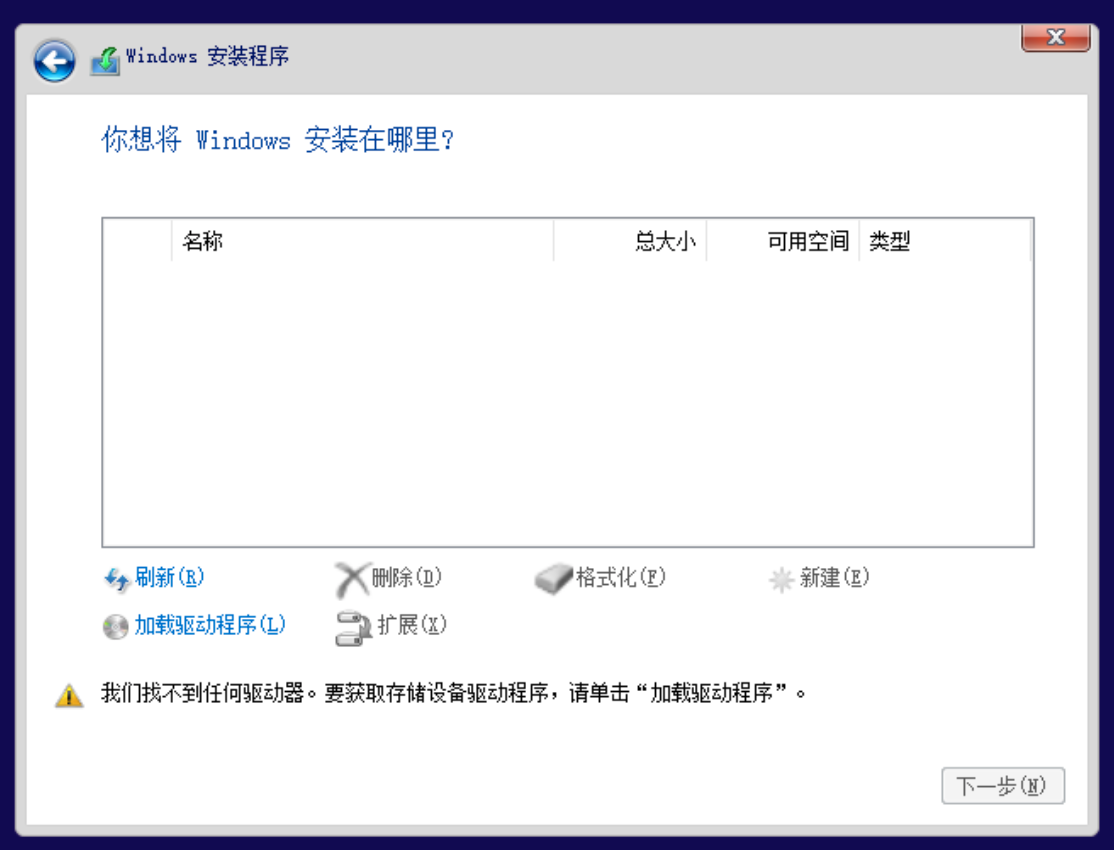 Windows 安装程序
你想将 Windows 安装在哪里?
名称 总大小 可用空间 类型
刷新(R) 删除(D) 格式化(F) 新建(E)
加载驱动程序(L) 扩展(X)
我们找不到任何驱动器。要获取存储设备驱动程序，请单击“加载驱动程序”。
下一步(N)